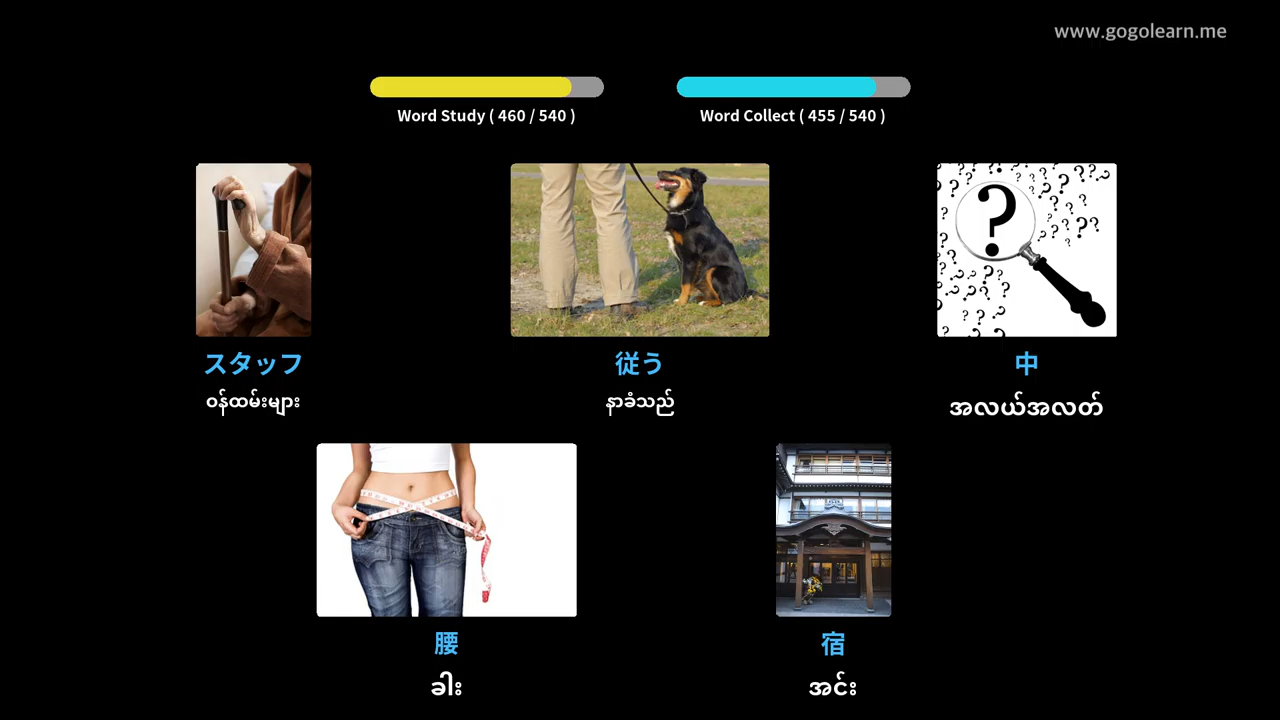 www.gogolearn.me
Word Study ( 460 / 540 )
Word Collect ( 455 / 540 )
スタッフ
ဝန်ထမ်းများ
従う
နာခံသည်
中
အလယ်အလတ်
腰
ခါး
宿
အင်း